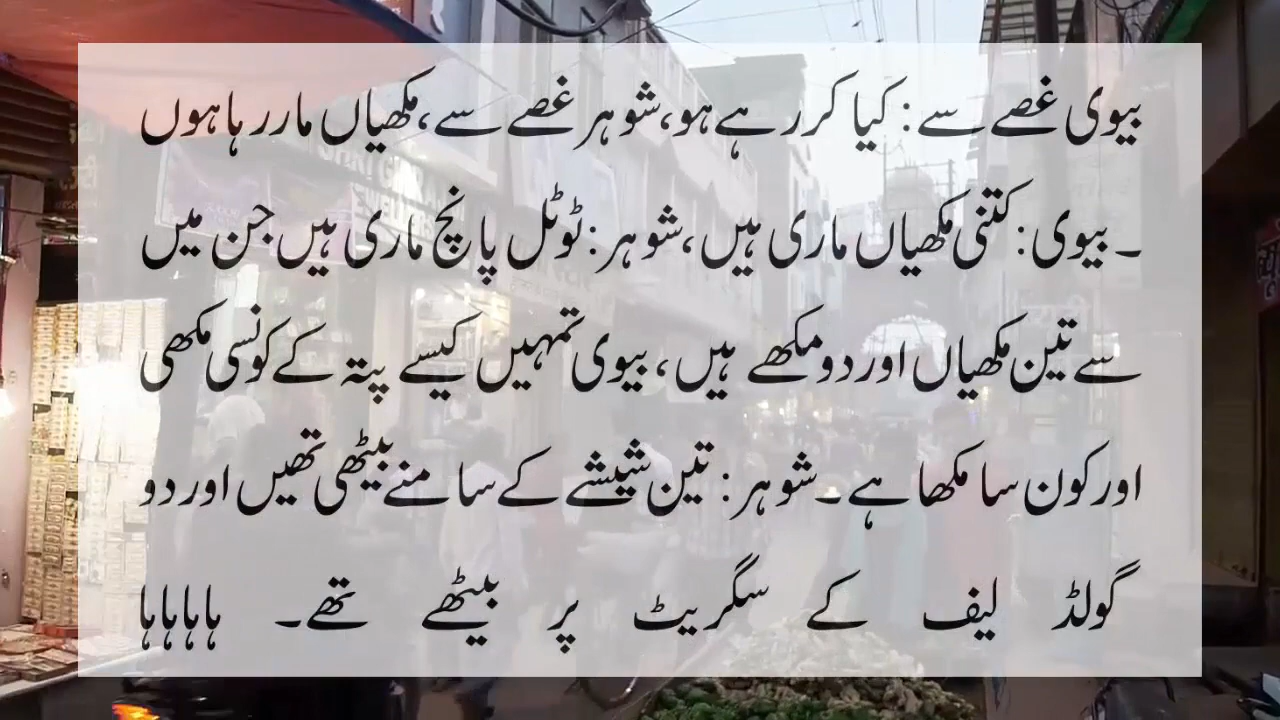 بیوی غصے سے: کیا کر رہے ہو،شوہر غصے سے،مکھیاں مار رہا ہوں
۔بیوی: کتنی مکھیاں ماری ہیں،شوہر:ٹوٹل پانچ ماری ہیں جن میں
سے تین مکھیاں اور دو مکھے ہیں، بیوی تمہیں کیسے پتہ کے کونسی مکھی
اور کون سا مکھا ہے۔شوہر: تین شیشے کے سامنے بیٹھی تھیں اور دو
گولڈ لیف کے سگریٹ پر بیٹھے تھے۔ ہاہاہاہا